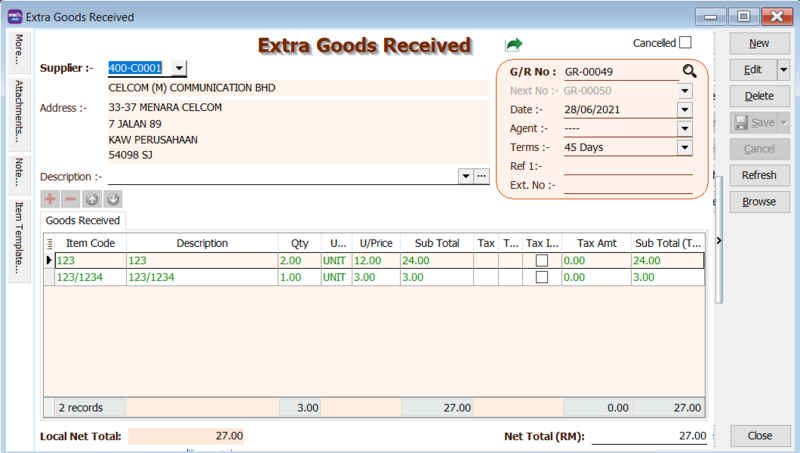 Extra Goods Received
More...
Attachments...
Note...
Item Template...
Extra Goods Received
Cancelled
Supplier :- 400-C0001
CELCOM (M) COMMUNICATION BHD
Address :- 33-37 MENARA CELCOM
7 JALAN 89
KAW PERUSAHAAN
54098 SJ
Description :-
G/R No : GR-00049
Next No :- GR-00050
Date :- 28/06/2021
Agent :- ----
Terms :- 45 Days
Ref 1:-
Ext. No :-
New
Edit
Delete
Save
Cancel
Refresh
Browse
Goods Received
Item Code Description Qty U... U/Price Sub Total Tax T... Tax I... Tax Amt Sub Total (T...
123 123 2.00 UNIT 12.00 24.00 0.00 24.00
123/1234 123/1234 1.00 UNIT 3.00 3.00 0.00 3.00
2 records 3.00 27.00 0.00 27.00
Local Net Total: 27.00 Net Total (RM): 27.00
Close